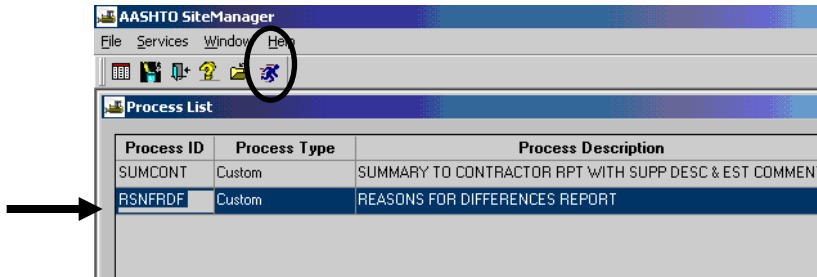 AASHTO SiteManager
File Services Window Help
Process List
Process ID Process Type Process Description
SUMCONT Custom SUMMARY TO CONTRACTOR RPT WITH SUPP DESC & EST COMMEN
RSNFRDF Custom REASONS FOR DIFFERENCES REPORT